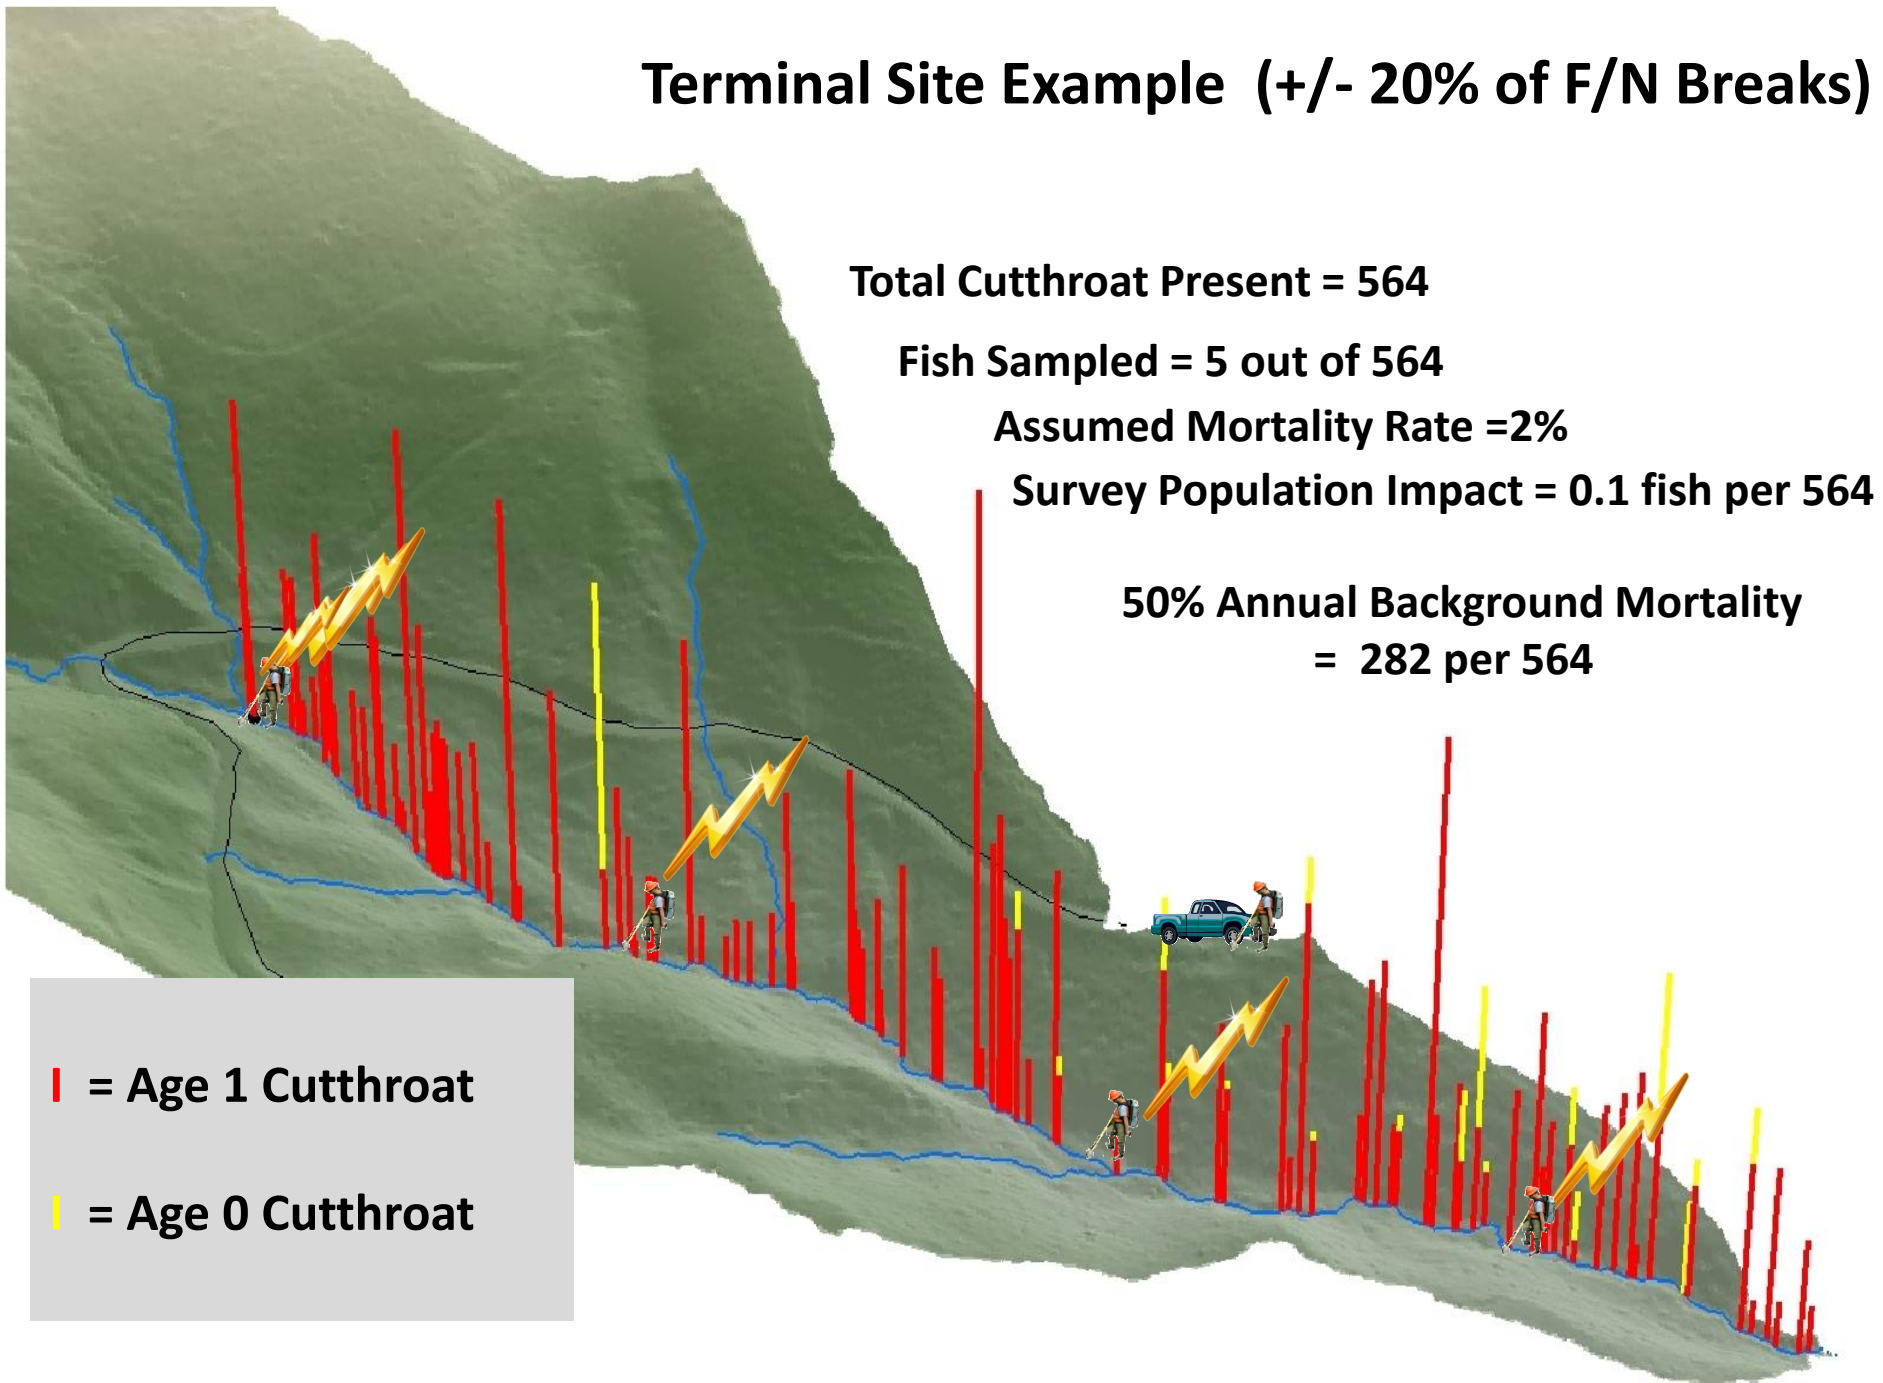 Terminal Site Example (+/- 20% of F/N Breaks)
Total Cutthroat Present = 564
Fish Sampled = 5 out of 564
Assumed Mortality Rate =2%
Survey Population Impact = 0.1 fish per 564
50% Annual Background Mortality
= 282 per 564
= Age 1 Cutthroat
= Age 0 Cutthroat